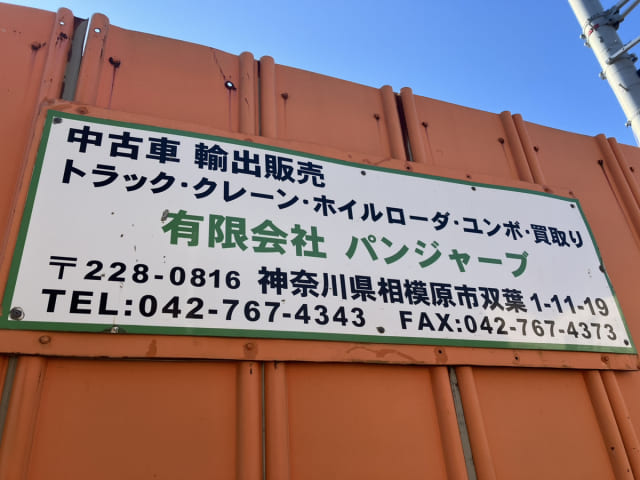 中古車 輸出販売
トラック・クレーン・ホイルローダ・ユンボ・買取り
有限会社 パンジャーブ
〒228-0816 神奈川県相模原市双葉1-11-19
TEL:042-767-4343 FAX:042-767-4373